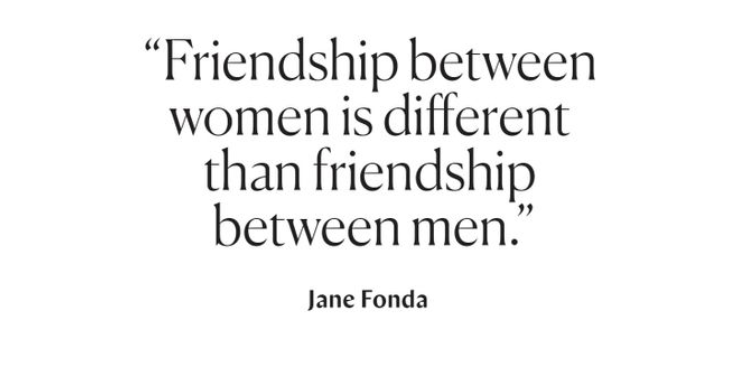 “Friendship between
women is different
than friendship
between men.”
Jane Fonda